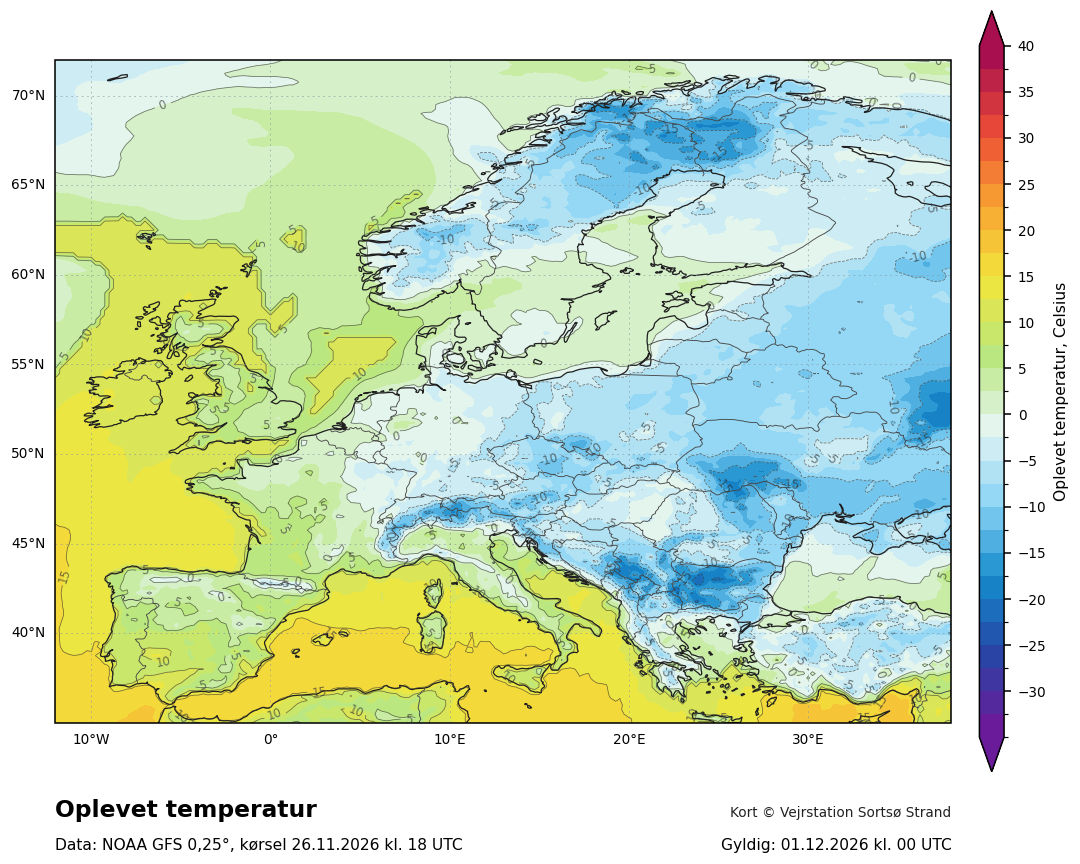 70°N
65°N
60°N
55°N
50°N
45°N
40°N
10°W
0°
10°E
20°E
30°E
40
35
30
25
20
15
10
5
0
−5
−10
−15
−20
−25
−30
Oplevet temperatur, Celsius
Oplevet temperatur
Kort © Vejrstation Sortsø Strand
Data: NOAA GFS 0,25°, kørsel 26.11.2026 kl. 18 UTC
Gyldig: 01.12.2026 kl. 00 UTC